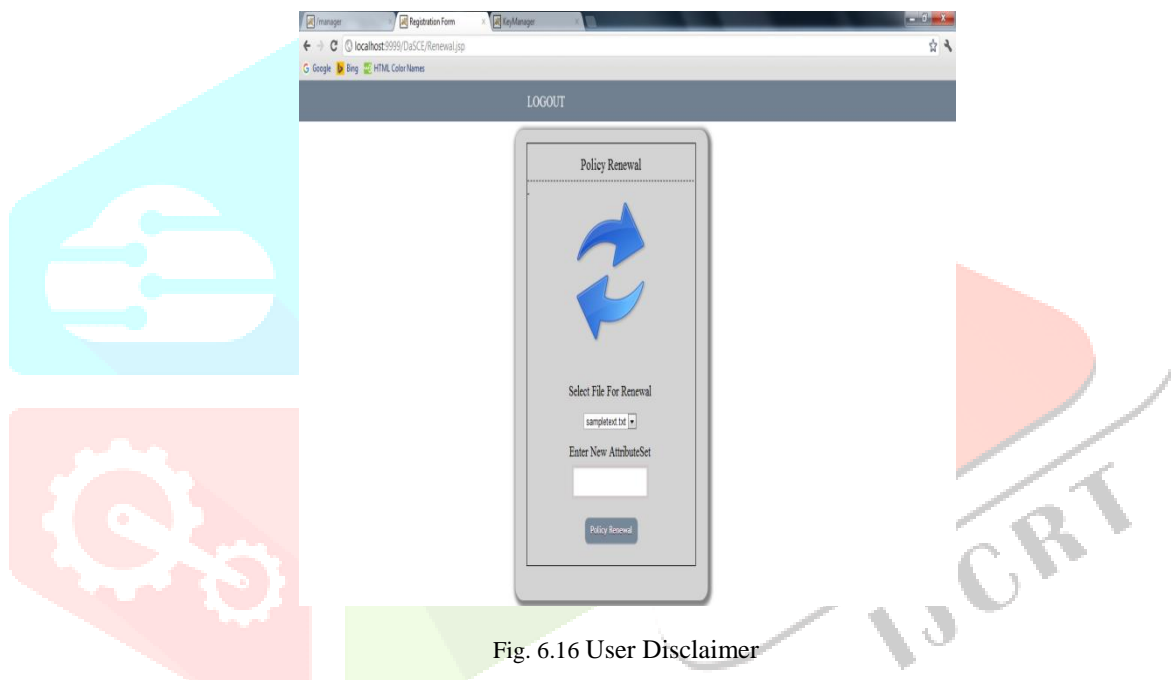 /manager
Registration Form
KeyManager
localhost:9999/DaSCE/Renewal.jsp
Google
Bing
HTML Color Names
LOGOUT
Policy Renewal
Select File For Renewal
sampletext.txt
Enter New AttributeSet
Policy Renewal
IJCRT
Fig. 6.16 User Disclaimer